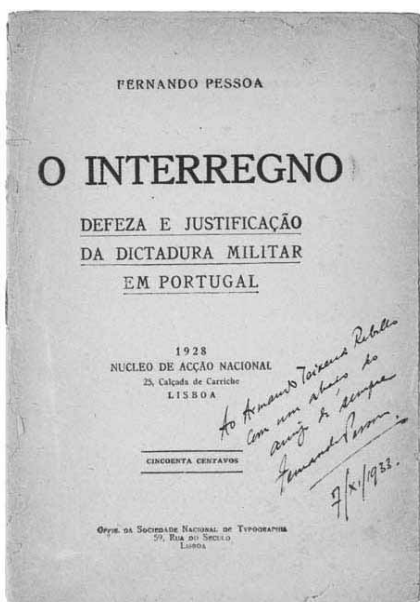 FERNANDO PESSOA
O INTERREGNO
DEFEZA E JUSTIFICAÇÃO
DA DICTADURA MILITAR
EM PORTUGAL
1928
NUCLEO DE ACÇÃO NACIONAL
25, Calçada de Carriche
LISBOA
CINCOENTA CENTAVOS
Ao Armando Teixeira Rebello
com um abraço do
amigo de sempre
Fernando Pessoa.
7/XI/1933.
OFFIC. DA SOCIEDADE NACIONAL DE TYPOGRAPHIA
59, RUA DO SECULO
LISBOA